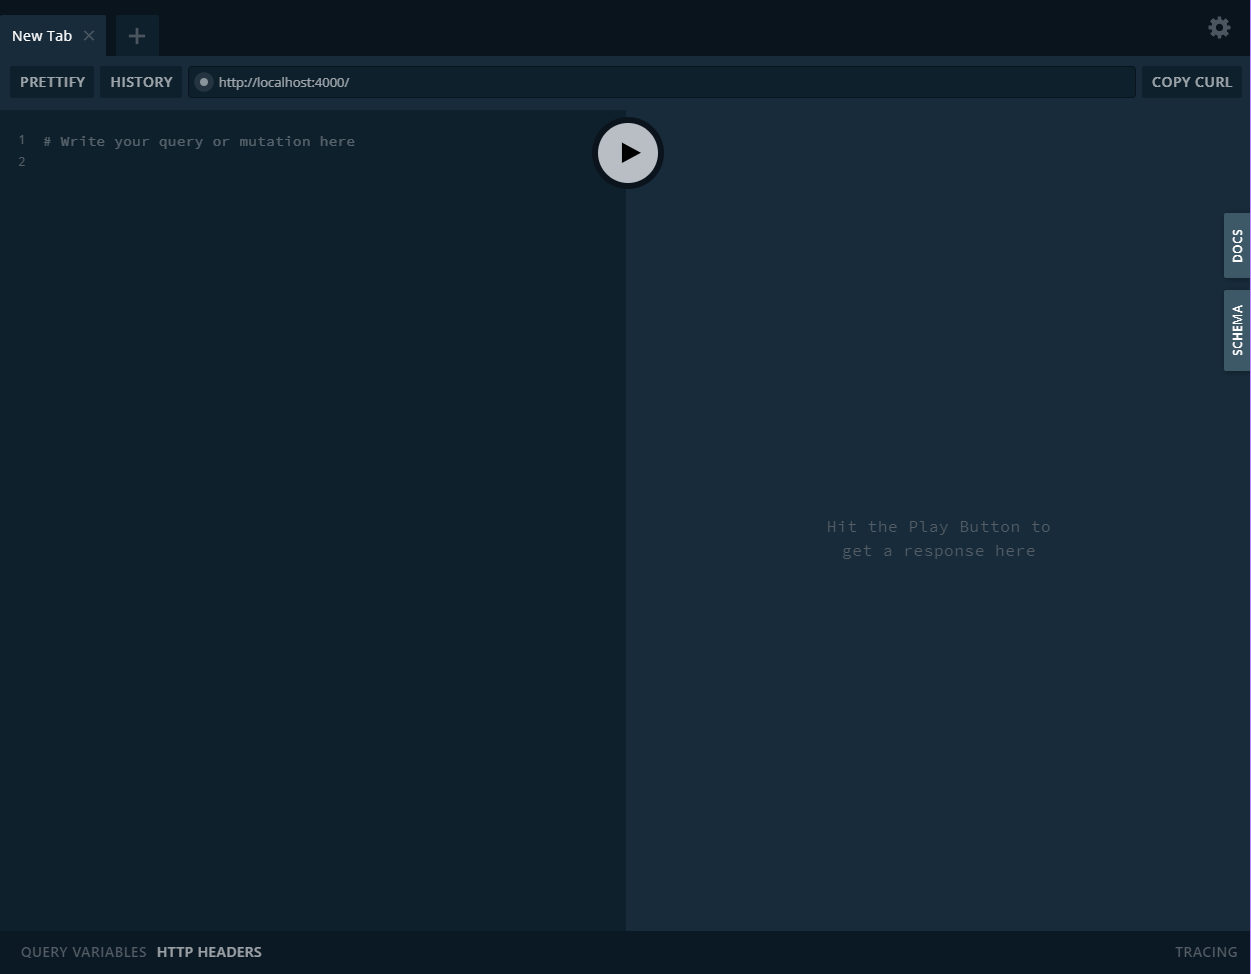 New Tab
PRETTIFY
HISTORY
http://localhost:4000/
COPY CURL
1 # Write your query or mutation here
2
DOCS
SCHEMA
Hit the Play Button to
get a response here
QUERY VARIABLES
HTTP HEADERS
TRACING